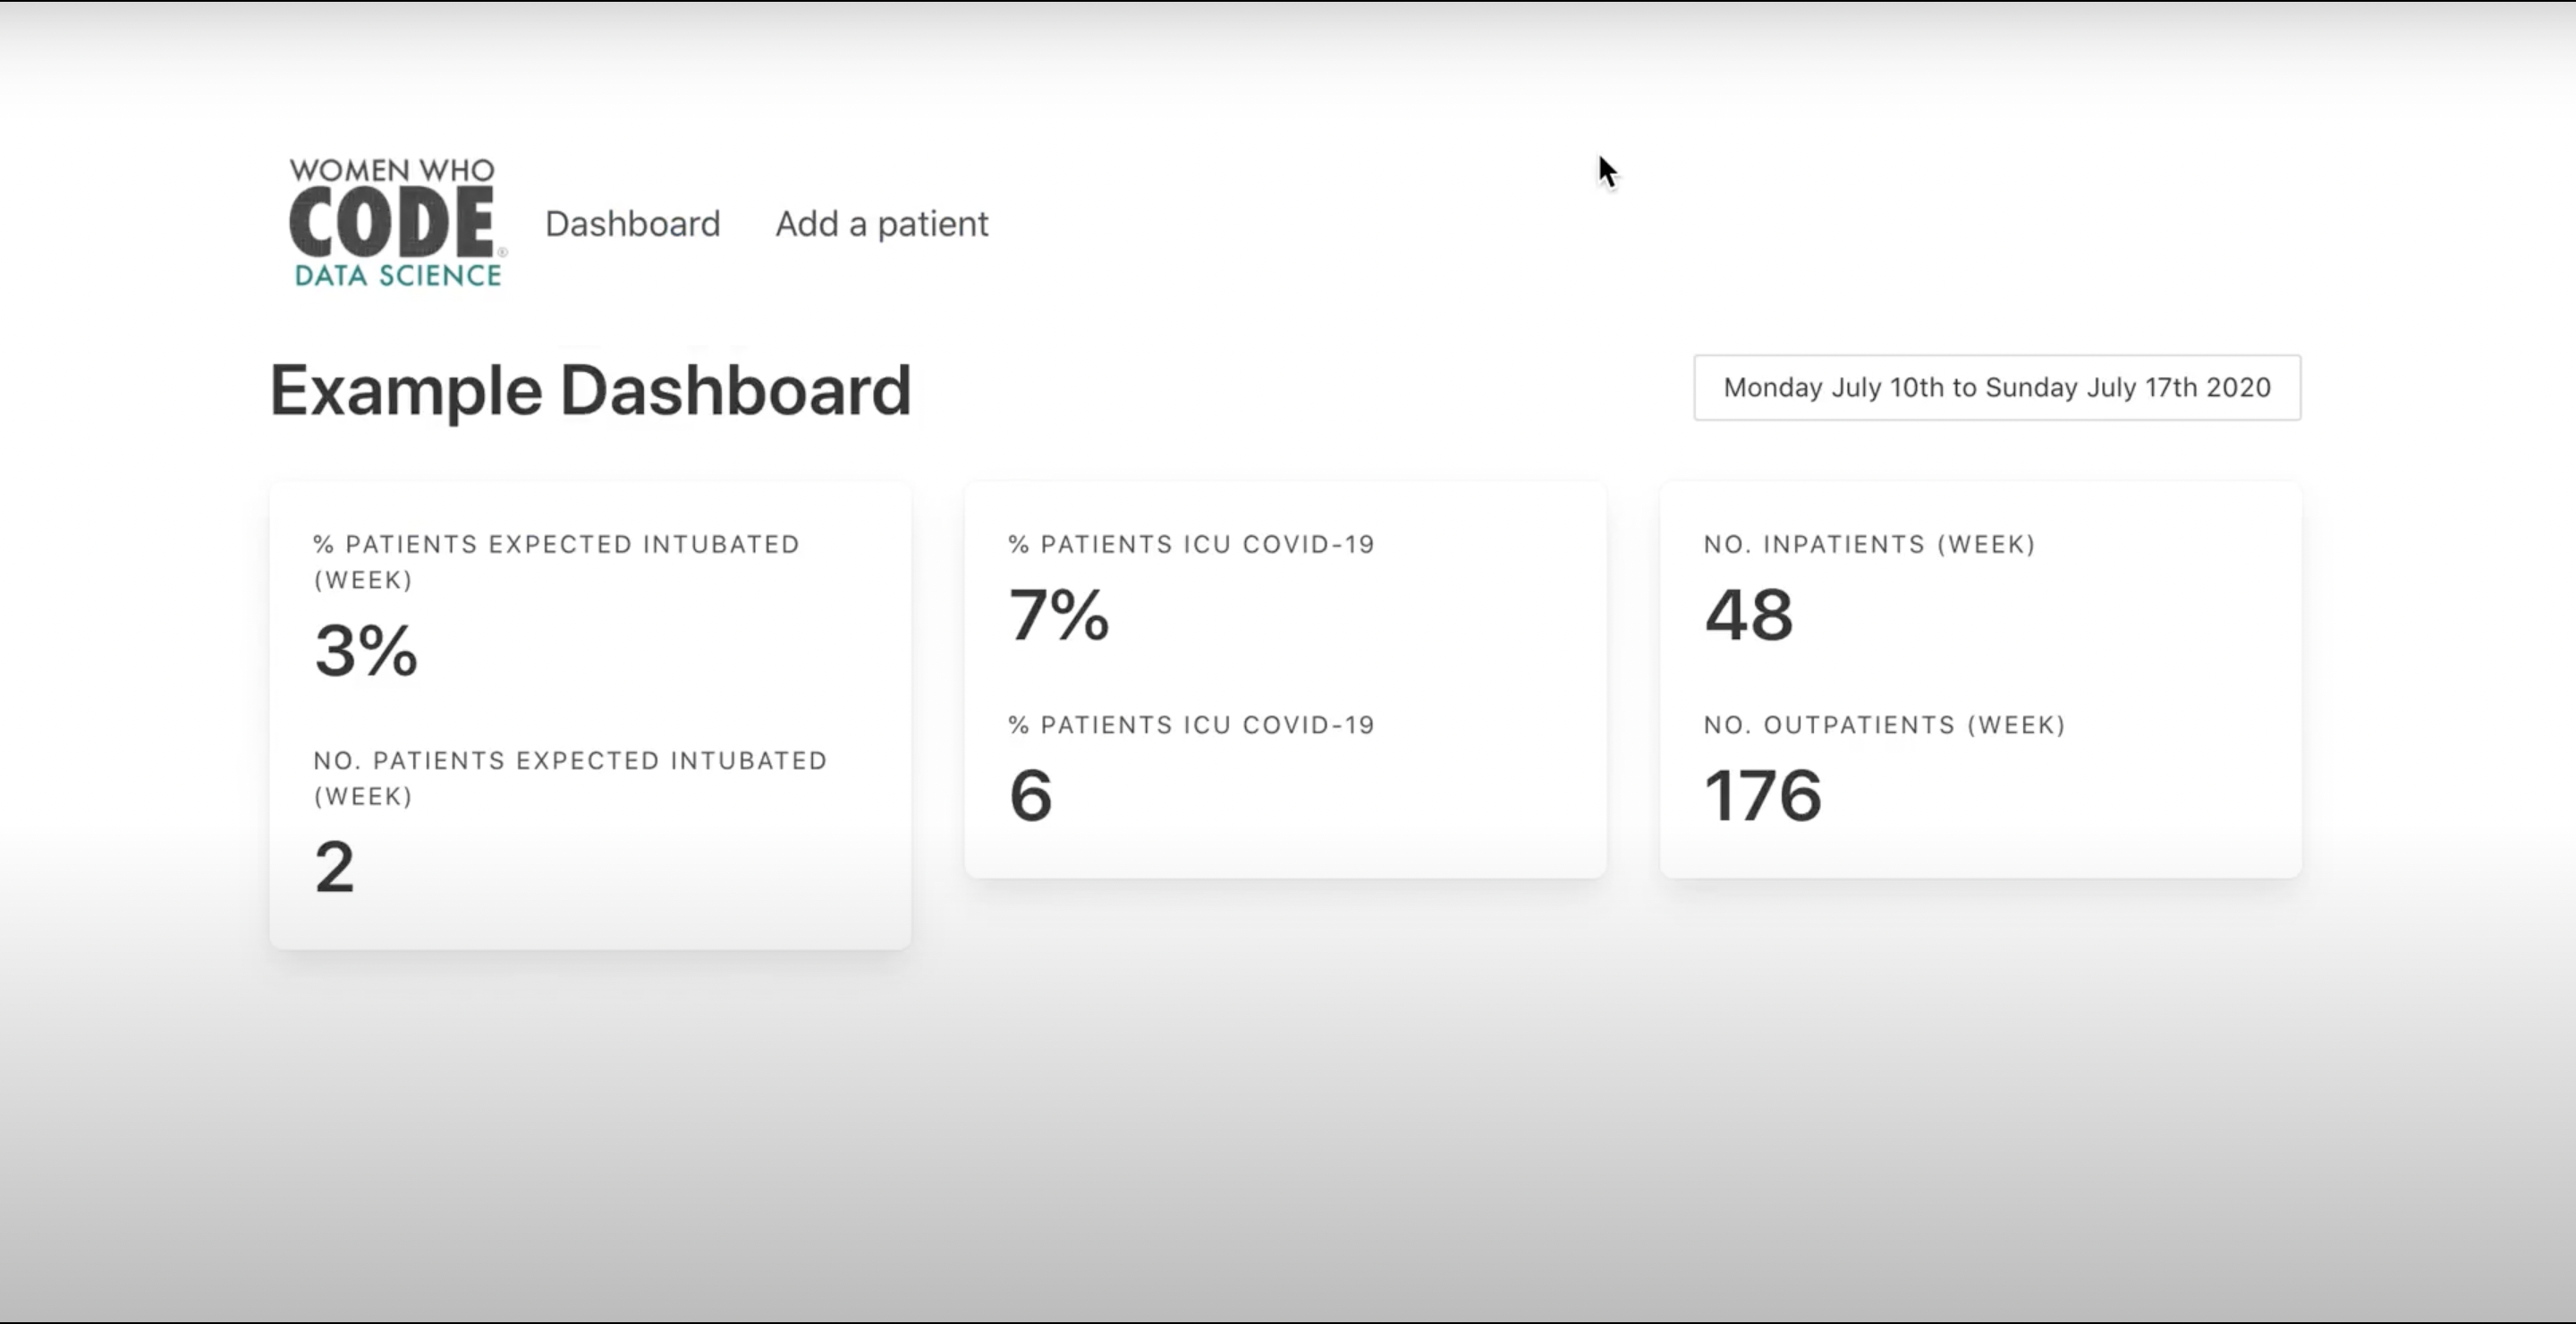 WOMEN WHO
CODE®
DATA SCIENCE
Dashboard
Add a patient
Example Dashboard
Monday July 10th to Sunday July 17th 2020
% PATIENTS EXPECTED INTUBATED
(WEEK)
3%
NO. PATIENTS EXPECTED INTUBATED
(WEEK)
2
% PATIENTS ICU COVID-19
7%
% PATIENTS ICU COVID-19
6
NO. INPATIENTS (WEEK)
48
NO. OUTPATIENTS (WEEK)
176